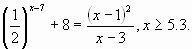 (1/2)^(x−7) + 8 = (x − 1)²/(x − 3), x ≥ 5.3.